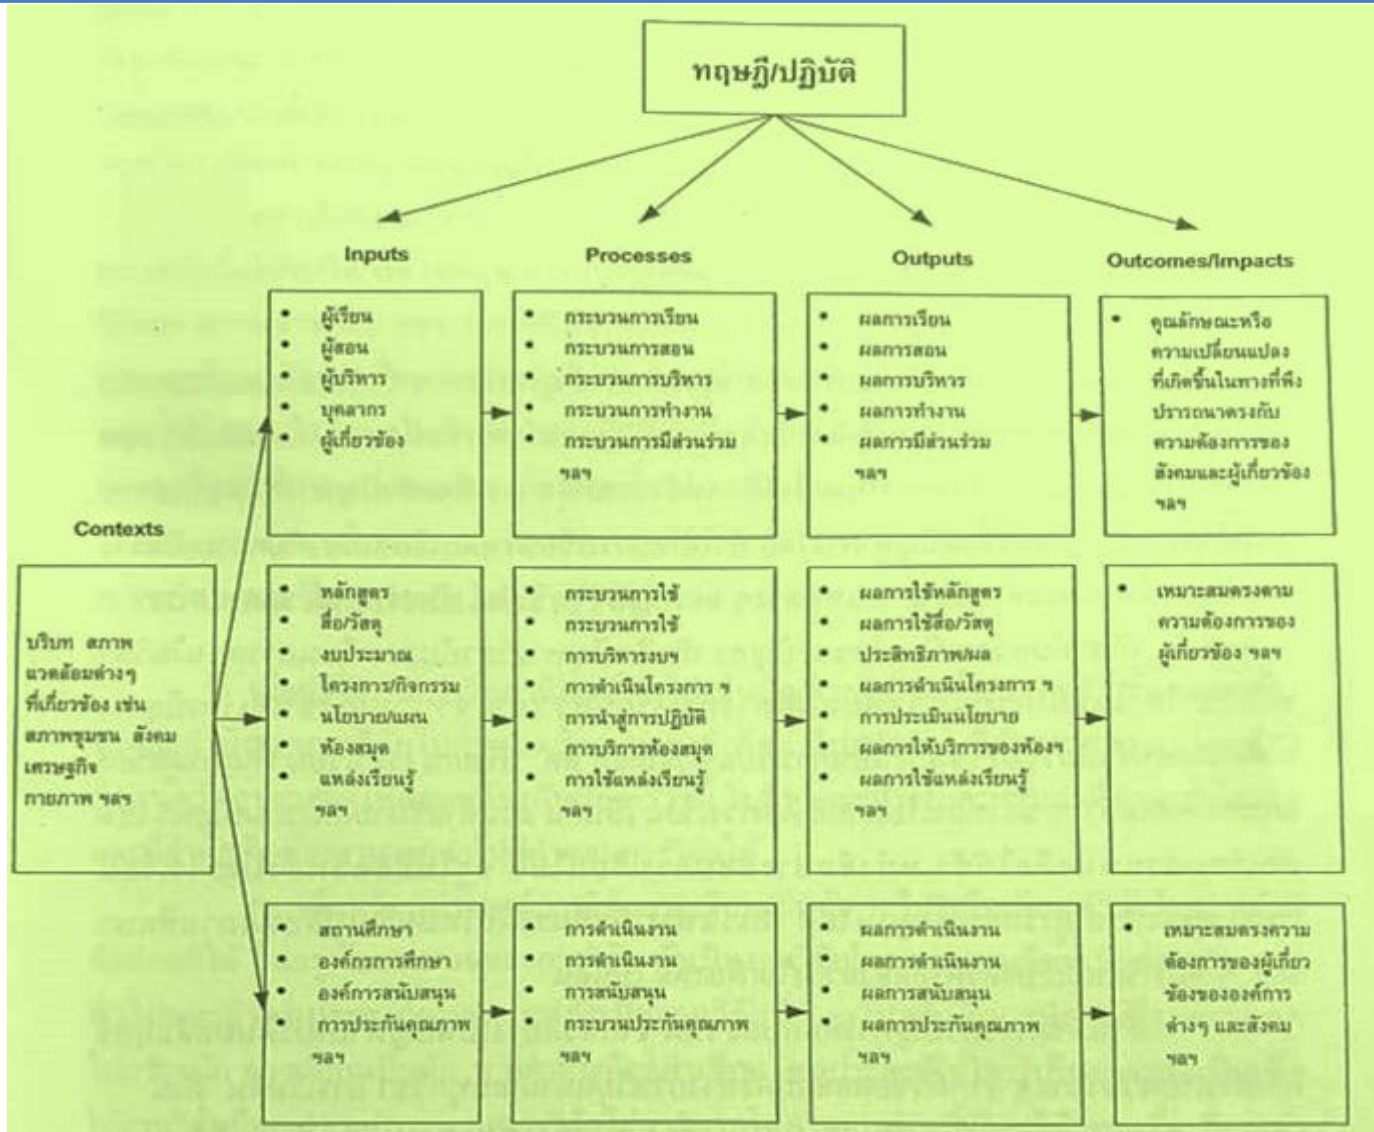 ทฤษฎี/ปฏิบัติ
Inputs
Processes
Outputs
Outcomes/Impacts
• ผู้เรียน
• ผู้สอน
• ผู้บริหาร
• บุคลากร
• ผู้เกี่ยวข้อง
• กระบวนการเรียน
• กระบวนการสอน
• กระบวนการบริหาร
• กระบวนการทำงาน
• กระบวนการมีส่วนร่วม
ฯลฯ
• ผลการเรียน
• ผลการสอน
• ผลการบริหาร
• ผลการทำงาน
• ผลการมีส่วนร่วม
ฯลฯ
• คุณลักษณะหรือ
ความเปลี่ยนแปลง
ที่เกิดขึ้นในทางที่พึง
ปรารถนาตรงกับ
ความต้องการของ
สังคมและผู้เกี่ยวข้อง
ฯลฯ
Contexts
บริบท สภาพ
แวดล้อมต่างๆ
ที่เกี่ยวข้อง เช่น
สภาพชุมชน สังคม
เศรษฐกิจ
กายภาพ ฯลฯ
• หลักสูตร
• สื่อ/วัสดุ
• งบประมาณ
• โครงการ/กิจกรรม
• นโยบาย/แผน
• ห้องสมุด
• แหล่งเรียนรู้
ฯลฯ
• กระบวนการใช้
• กระบวนการใช้
• การบริหารงบฯ
• การดำเนินโครงการ ฯ
• การนำสู่การปฏิบัติ
• การบริการห้องสมุด
• การใช้แหล่งเรียนรู้
ฯลฯ
• ผลการใช้หลักสูตร
• ผลการใช้สื่อ/วัสดุ
• ประสิทธิภาพ/ผล
• ผลการดำเนินโครงการ ฯ
• การประเมินนโยบาย
• ผลการให้บริการของห้องฯ
• ผลการใช้แหล่งเรียนรู้
ฯลฯ
• เหมาะสมตรงตาม
ความต้องการของ
ผู้เกี่ยวข้อง ฯลฯ
• สถานศึกษา
• องค์กรการศึกษา
• องค์การสนับสนุน
• การประกันคุณภาพ
ฯลฯ
• การดำเนินงาน
• การดำเนินงาน
• การสนับสนุน
• กระบวนประกันคุณภาพ
ฯลฯ
• ผลการดำเนินงาน
• ผลการดำเนินงาน
• ผลการสนับสนุน
• ผลการประกันคุณภาพ
ฯลฯ
• เหมาะสมตรงความ
ต้องการของผู้เกี่ยว
ข้องขององค์การ
ต่างๆ และสังคม
ฯลฯ